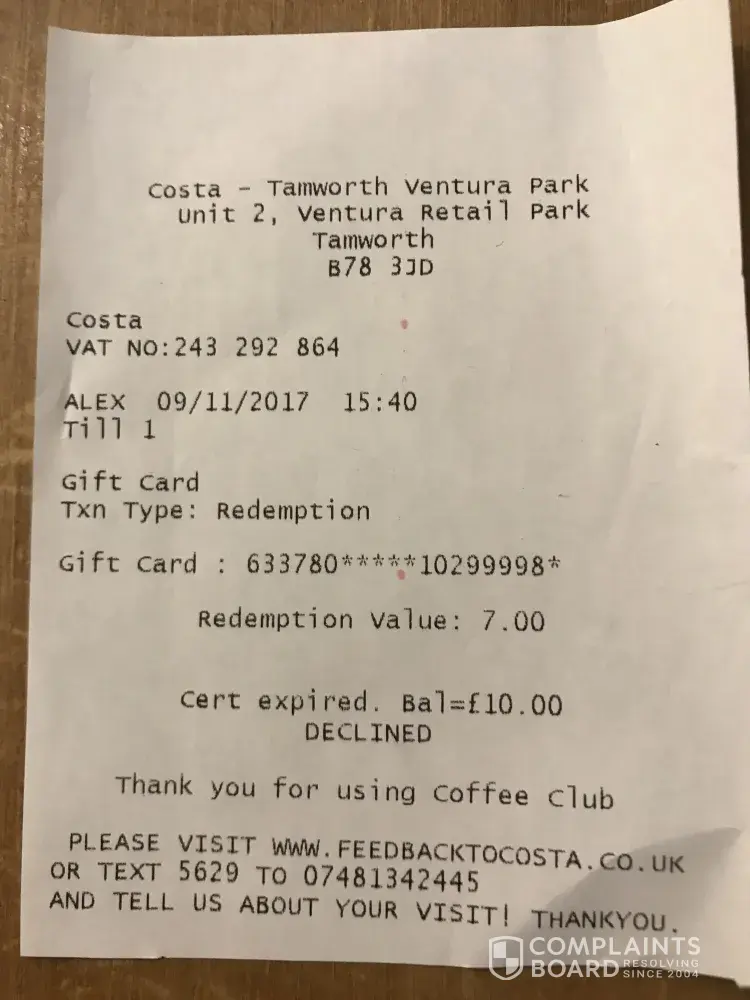 Costa - Tamworth Ventura Park
Unit 2, Ventura Retail Park
Tamworth
B78 3JD
Costa
VAT NO:243 292 864
ALEX 09/11/2017 15:40
Till 1
Gift Card
Txn Type: Redemption
Gift Card : 633780*****10299998*
Redemption Value: 7.00
Cert expired. Bal=£10.00
DECLINED
Thank you for using Coffee Club
PLEASE VISIT WWW.FEEDBACKTOCOSTA.CO.UK
OR TEXT 5629 TO 07481342445
AND TELL US ABOUT YOUR VISIT! THANKYOU.
COMPLAINTS
BOARD RESOLVING
SINCE 2004